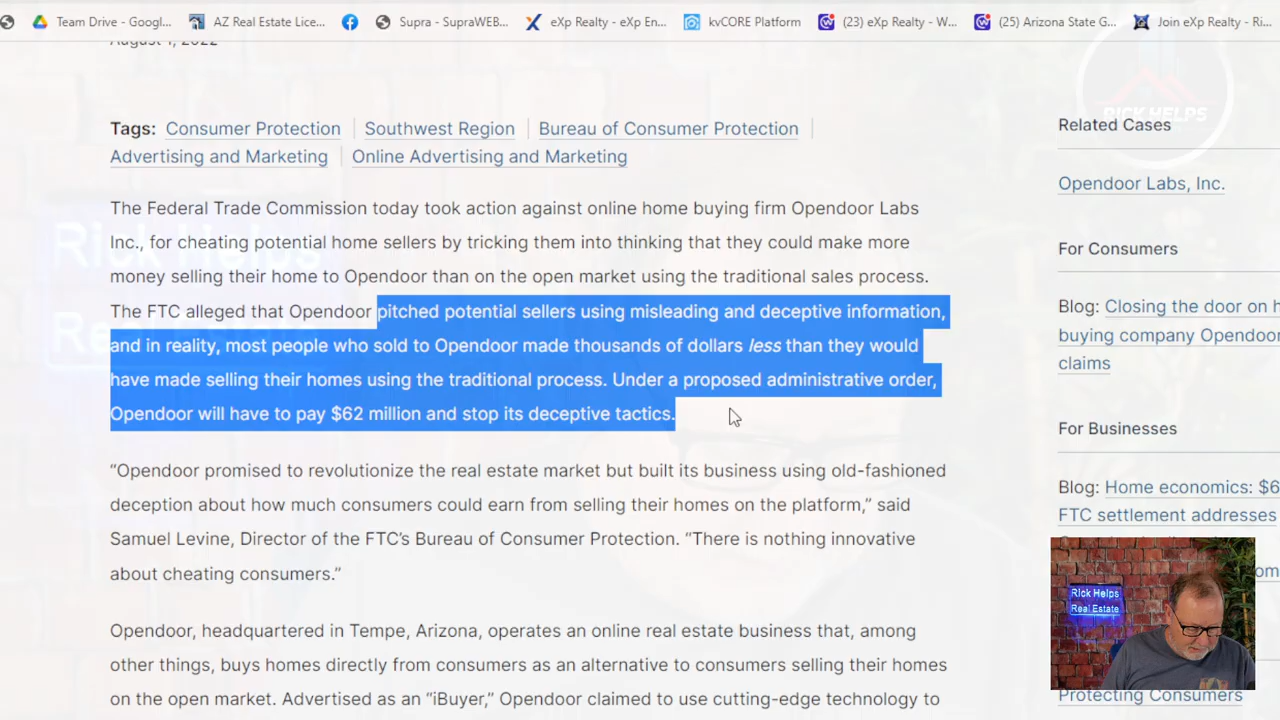 Team Drive - Googl...
AZ Real Estate Lice...
Supra - SupraWEB...
eXp Realty - eXp En...
kvCORE Platform
(23) eXp Realty - W...
(25) Arizona State G...
Join eXp Realty - Ri...
August 1, 2022
Tags: Consumer Protection Southwest Region Bureau of Consumer Protection
Advertising and Marketing Online Advertising and Marketing
The Federal Trade Commission today took action against online home buying firm Opendoor Labs
Inc., for cheating potential home sellers by tricking them into thinking that they could make more
money selling their home to Opendoor than on the open market using the traditional sales process.
The FTC alleged that Opendoor pitched potential sellers using misleading and deceptive information,
and in reality, most people who sold to Opendoor made thousands of dollars less than they would
have made selling their homes using the traditional process. Under a proposed administrative order,
Opendoor will have to pay $62 million and stop its deceptive tactics.
“Opendoor promised to revolutionize the real estate market but built its business using old-fashioned
deception about how much consumers could earn from selling their homes on the platform,” said
Samuel Levine, Director of the FTC’s Bureau of Consumer Protection. “There is nothing innovative
about cheating consumers.”
Opendoor, headquartered in Tempe, Arizona, operates an online real estate business that, among
other things, buys homes directly from consumers as an alternative to consumers selling their homes
on the open market. Advertised as an “iBuyer,” Opendoor claimed to use cutting-edge technology to
RICK HELPS
Related Cases
Opendoor Labs, Inc.
For Consumers
Blog: Closing the door on h
buying company Opendoor
claims
For Businesses
Blog: Home economics: $6
FTC settlement addresses
Protecting Consumers
Rick Helps
Real Estate
Rick Helps
Real Estate